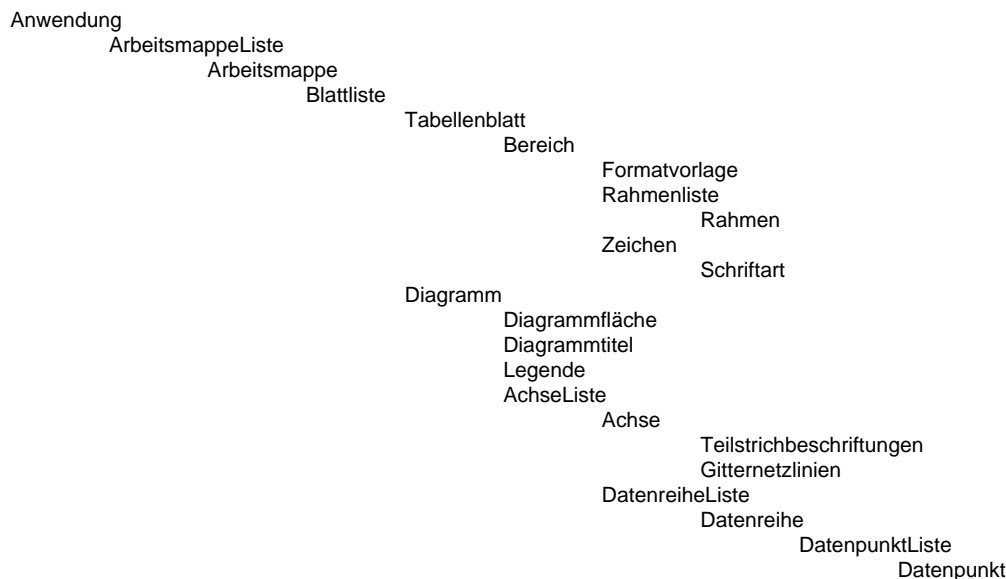 Anwendung
ArbeitsmappeListe
Arbeitsmappe
Blattliste
Tabellenblatt
Bereich
Formatvorlage
Rahmenliste
Rahmen
Zeichen
Schriftart
Diagramm
Diagrammfläche
Diagrammtitel
Legende
AchseListe
Achse
Teilstrichbeschriftungen
Gitternetzlinien
DatenreiheListe
Datenreihe
DatenpunktListe
Datenpunkt